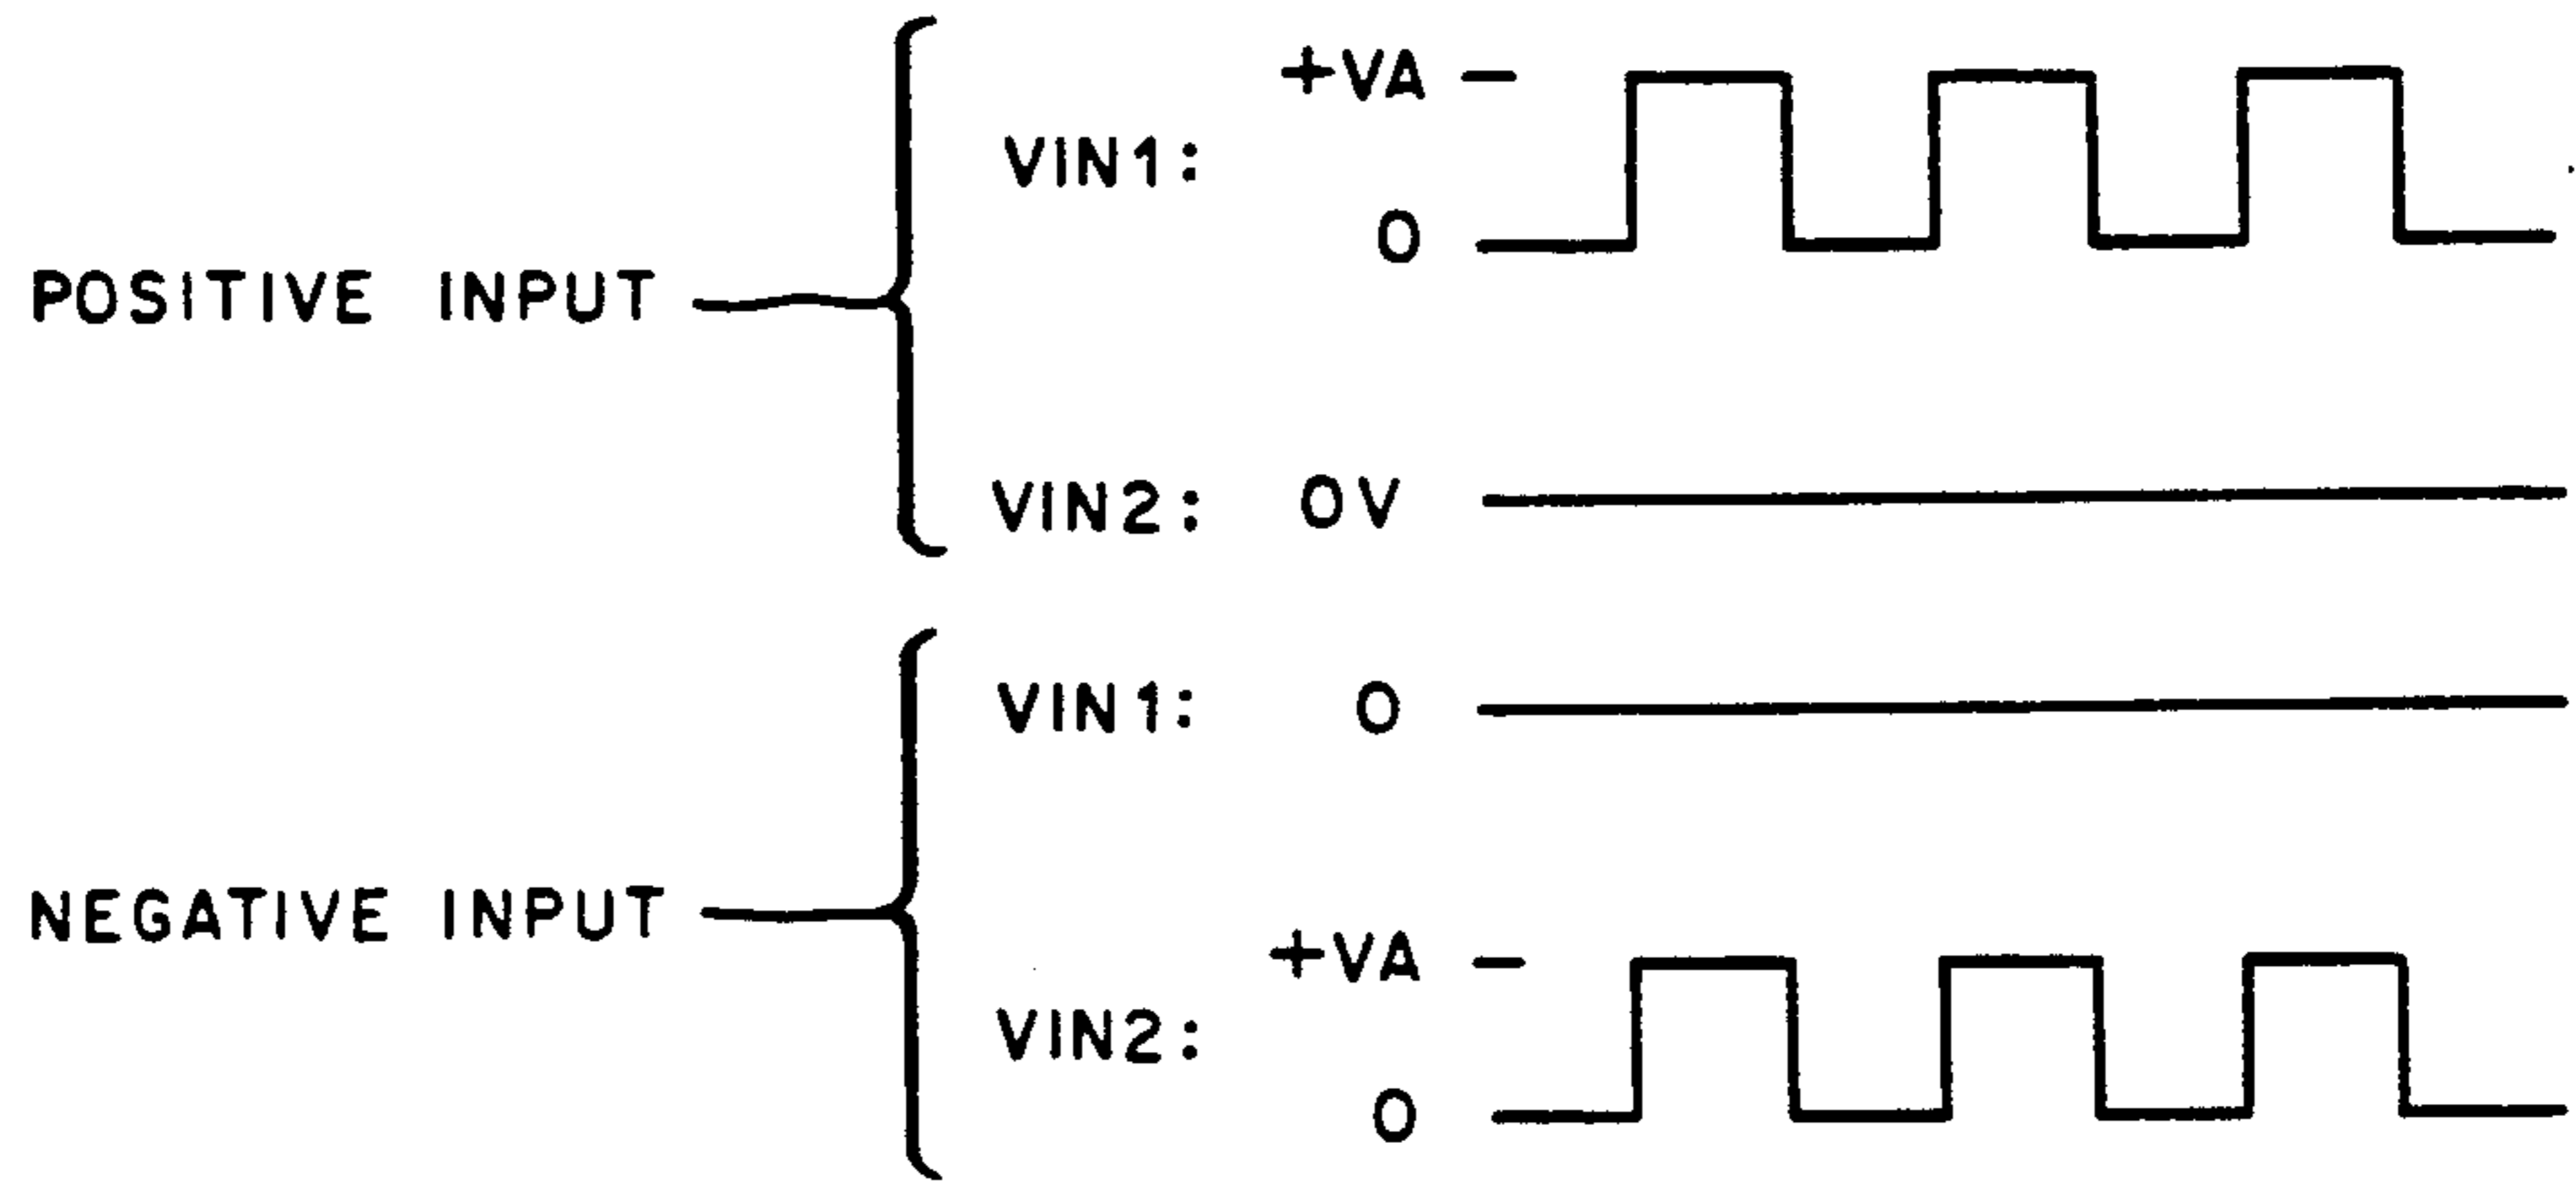 +VA
VIN1:
0
POSITIVE INPUT
VIN2: 0V
VIN1: 0
NEGATIVE INPUT
+VA
VIN2:
0